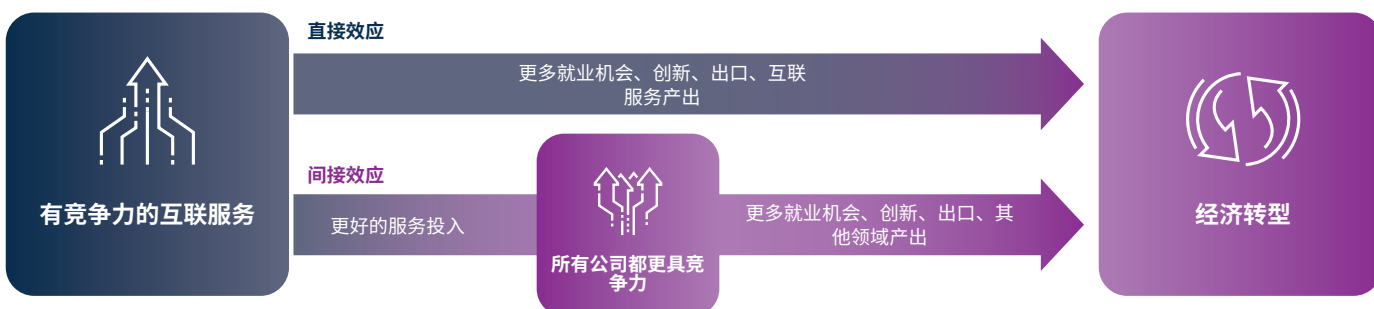 直接效应
更多就业机会、创新、出口、互联
服务产出
有竞争力的互联服务
间接效应
更好的服务投入
所有公司都更具竞
争力
更多就业机会、创新、出口、其
他领域产出
经济转型